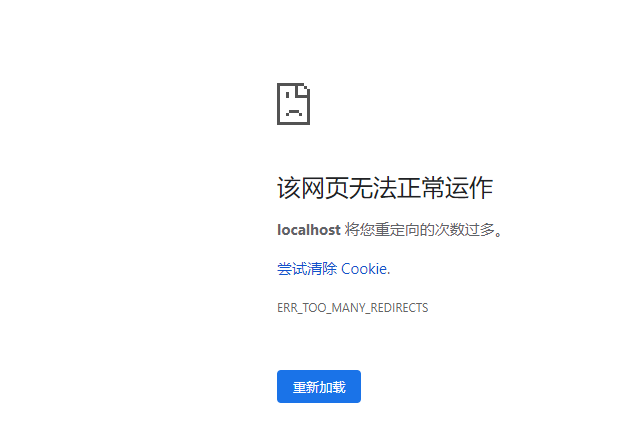 该网页无法正常运作
localhost 将您重定向的次数过多。
尝试清除 Cookie.
ERR_TOO_MANY_REDIRECTS
重新加载